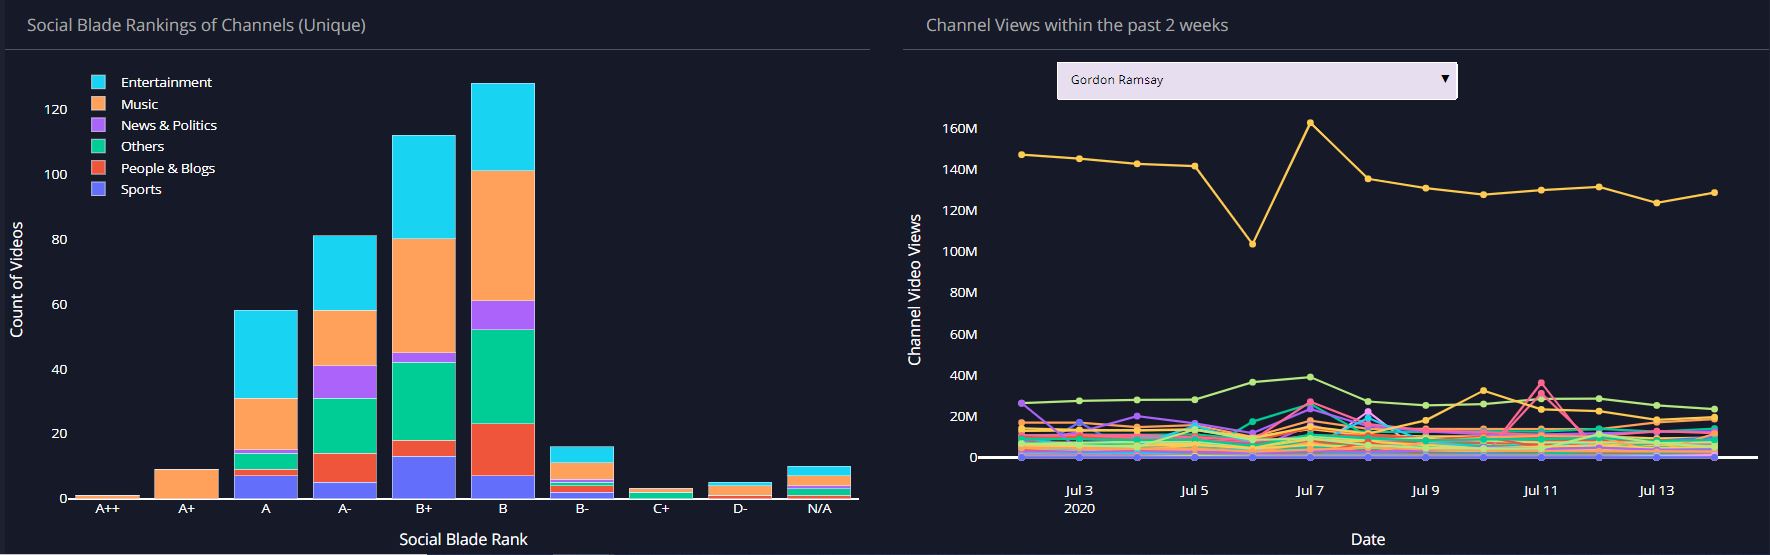 Social Blade Rankings of Channels (Unique)
Entertainment
Music
News & Politics
Others
People & Blogs
Sports
120
100
80
60
40
20
0
Count of Videos
A++ A+ A A- B+ B B- C+ D- N/A
Social Blade Rank
Channel Views within the past 2 weeks
Gordon Ramsay
160M
140M
120M
100M
80M
60M
40M
20M
0
Channel Video Views
Jul 3 Jul 5 Jul 7 Jul 9 Jul 11 Jul 13
2020
Date